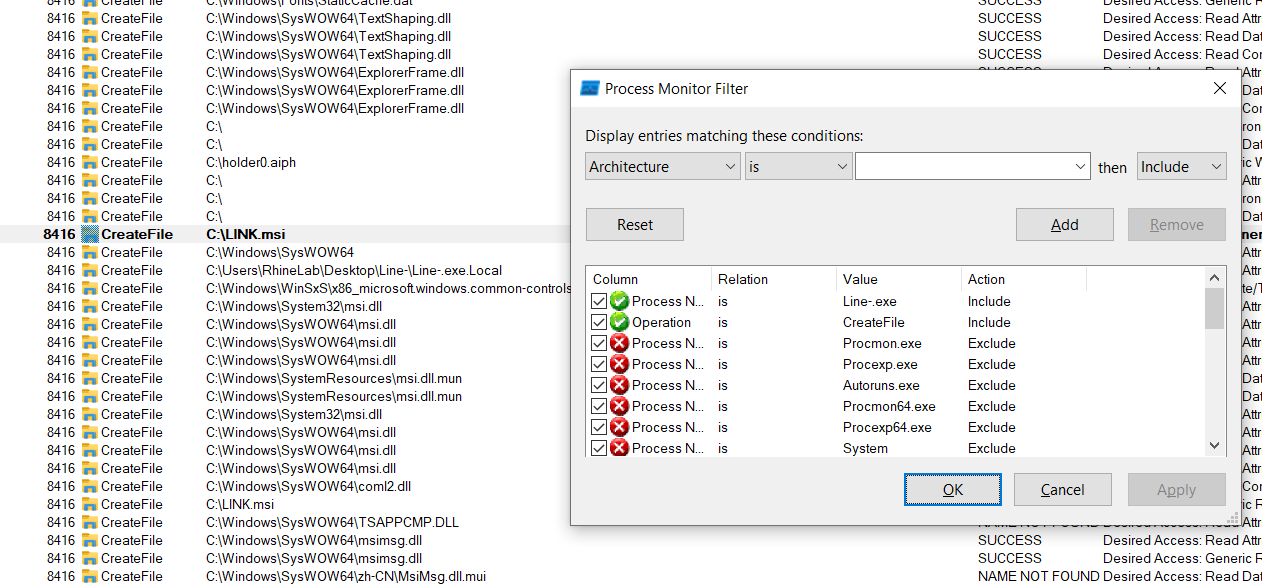 8416 CreateFile C:\Windows\Fonts\StaticCache.dat SUCCESS Desired Access: Generic R
8416 CreateFile C:\Windows\SysWOW64\TextShaping.dll SUCCESS Desired Access: Read Attr
8416 CreateFile C:\Windows\SysWOW64\TextShaping.dll SUCCESS Desired Access: Read Dat
8416 CreateFile C:\Windows\SysWOW64\TextShaping.dll SUCCESS Desired Access: Read Con
8416 CreateFile C:\Windows\SysWOW64\ExplorerFrame.dll
8416 CreateFile C:\Windows\SysWOW64\ExplorerFrame.dll
8416 CreateFile C:\Windows\SysWOW64\ExplorerFrame.dll
8416 CreateFile C:\
8416 CreateFile C:\
8416 CreateFile C:\holder0.aiph
8416 CreateFile C:\
8416 CreateFile C:\
8416 CreateFile C:\
8416 CreateFile C:\LINK.msi
8416 CreateFile C:\Windows\SysWOW64
8416 CreateFile C:\Users\RhineLab\Desktop\Line-\Line-.exe.Local
8416 CreateFile C:\Windows\WinSxS\x86_microsoft.windows.common-controls
8416 CreateFile C:\Windows\System32\msi.dll
8416 CreateFile C:\Windows\SysWOW64\msi.dll
8416 CreateFile C:\Windows\SysWOW64\msi.dll
8416 CreateFile C:\Windows\SysWOW64\msi.dll
8416 CreateFile C:\Windows\SystemResources\msi.dll.mun
8416 CreateFile C:\Windows\SystemResources\msi.dll.mun
8416 CreateFile C:\Windows\System32\msi.dll
8416 CreateFile C:\Windows\SysWOW64\msi.dll
8416 CreateFile C:\Windows\SysWOW64\msi.dll
8416 CreateFile C:\Windows\SysWOW64\msi.dll
8416 CreateFile C:\Windows\SysWOW64\coml2.dll
8416 CreateFile C:\LINK.msi
8416 CreateFile C:\Windows\SysWOW64\TSAPPCMP.DLL NAME NOT FOUND Desired Access: Read Attr
8416 CreateFile C:\Windows\SysWOW64\msimsg.dll SUCCESS Desired Access: Read Attr
8416 CreateFile C:\Windows\SysWOW64\msimsg.dll SUCCESS Desired Access: Generic R
8416 CreateFile C:\Windows\SysWOW64\zh-CN\MsiMsg.dll.mui NAME NOT FOUND Desired Access: Read Dat
Process Monitor Filter
Display entries matching these conditions:
Architecture is then Include
Reset Add Remove
Column Relation Value Action
Process N... is Line-.exe Include
Operation is CreateFile Include
Process N... is Procmon.exe Exclude
Process N... is Procexp.exe Exclude
Process N... is Autoruns.exe Exclude
Process N... is Procmon64.exe Exclude
Process N... is Procexp64.exe Exclude
Process N... is System Exclude
OK Cancel Apply